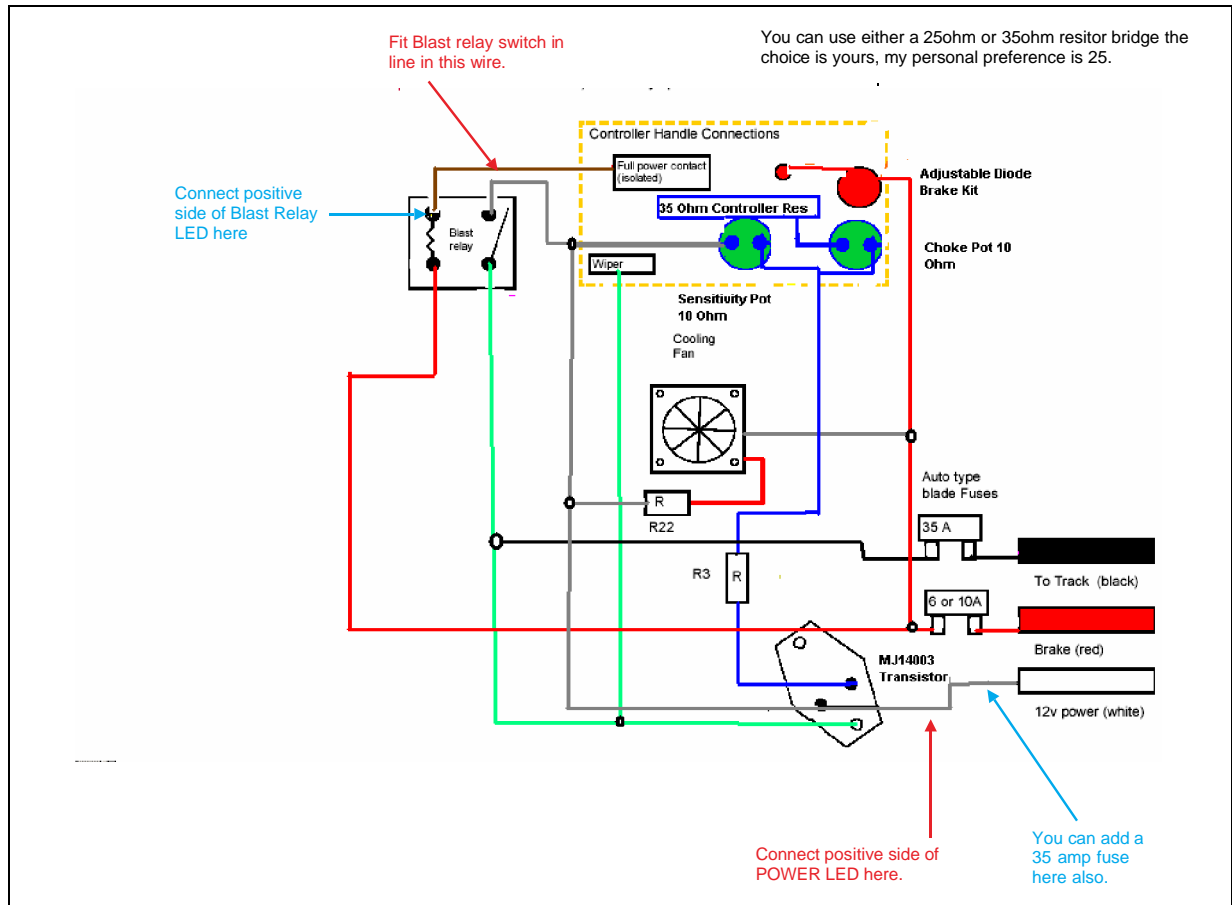 Fit Blast relay switch in
line in this wire.
You can use either a 25ohm or 35ohm resitor bridge the
choice is yours, my personal preference is 25.
Controller Handle Connections
Full power contact
(isolated)
Adjustable Diode
Brake Kit
Connect positive
side of Blast Relay
LED here
35 Ohm Controller Res
Blast
relay
Choke Pot 10
Ohm
Wiper
Sensitivity Pot
10 Ohm
Cooling
Fan
Auto type
blade Fuses
R
R22
35 A
R3
R
To Track (black)
6 or 10A
Brake (red)
MJ14003
Transistor
12v power (white)
Connect positive side of
POWER LED here.
You can add a
35 amp fuse
here also.